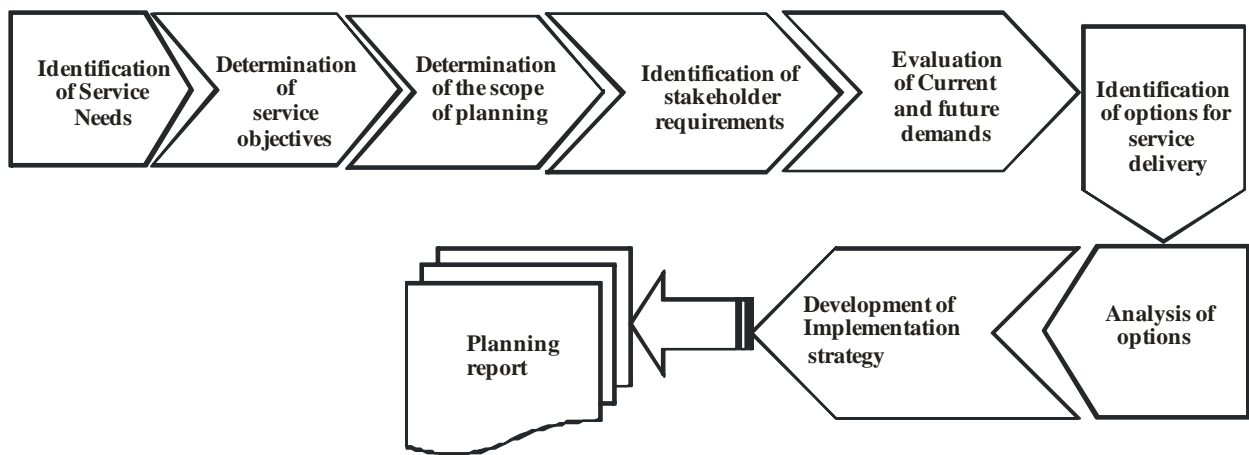 Identification
of Service
Needs
Determination
of
service
objectives
Determination
of the scope
of planning
Identification of
stakeholder
requirements
Evaluation
of Current
and future
demands
Identification
of options for
service
delivery
Analysis of
options
Development of
Implementation
strategy
Planning
report